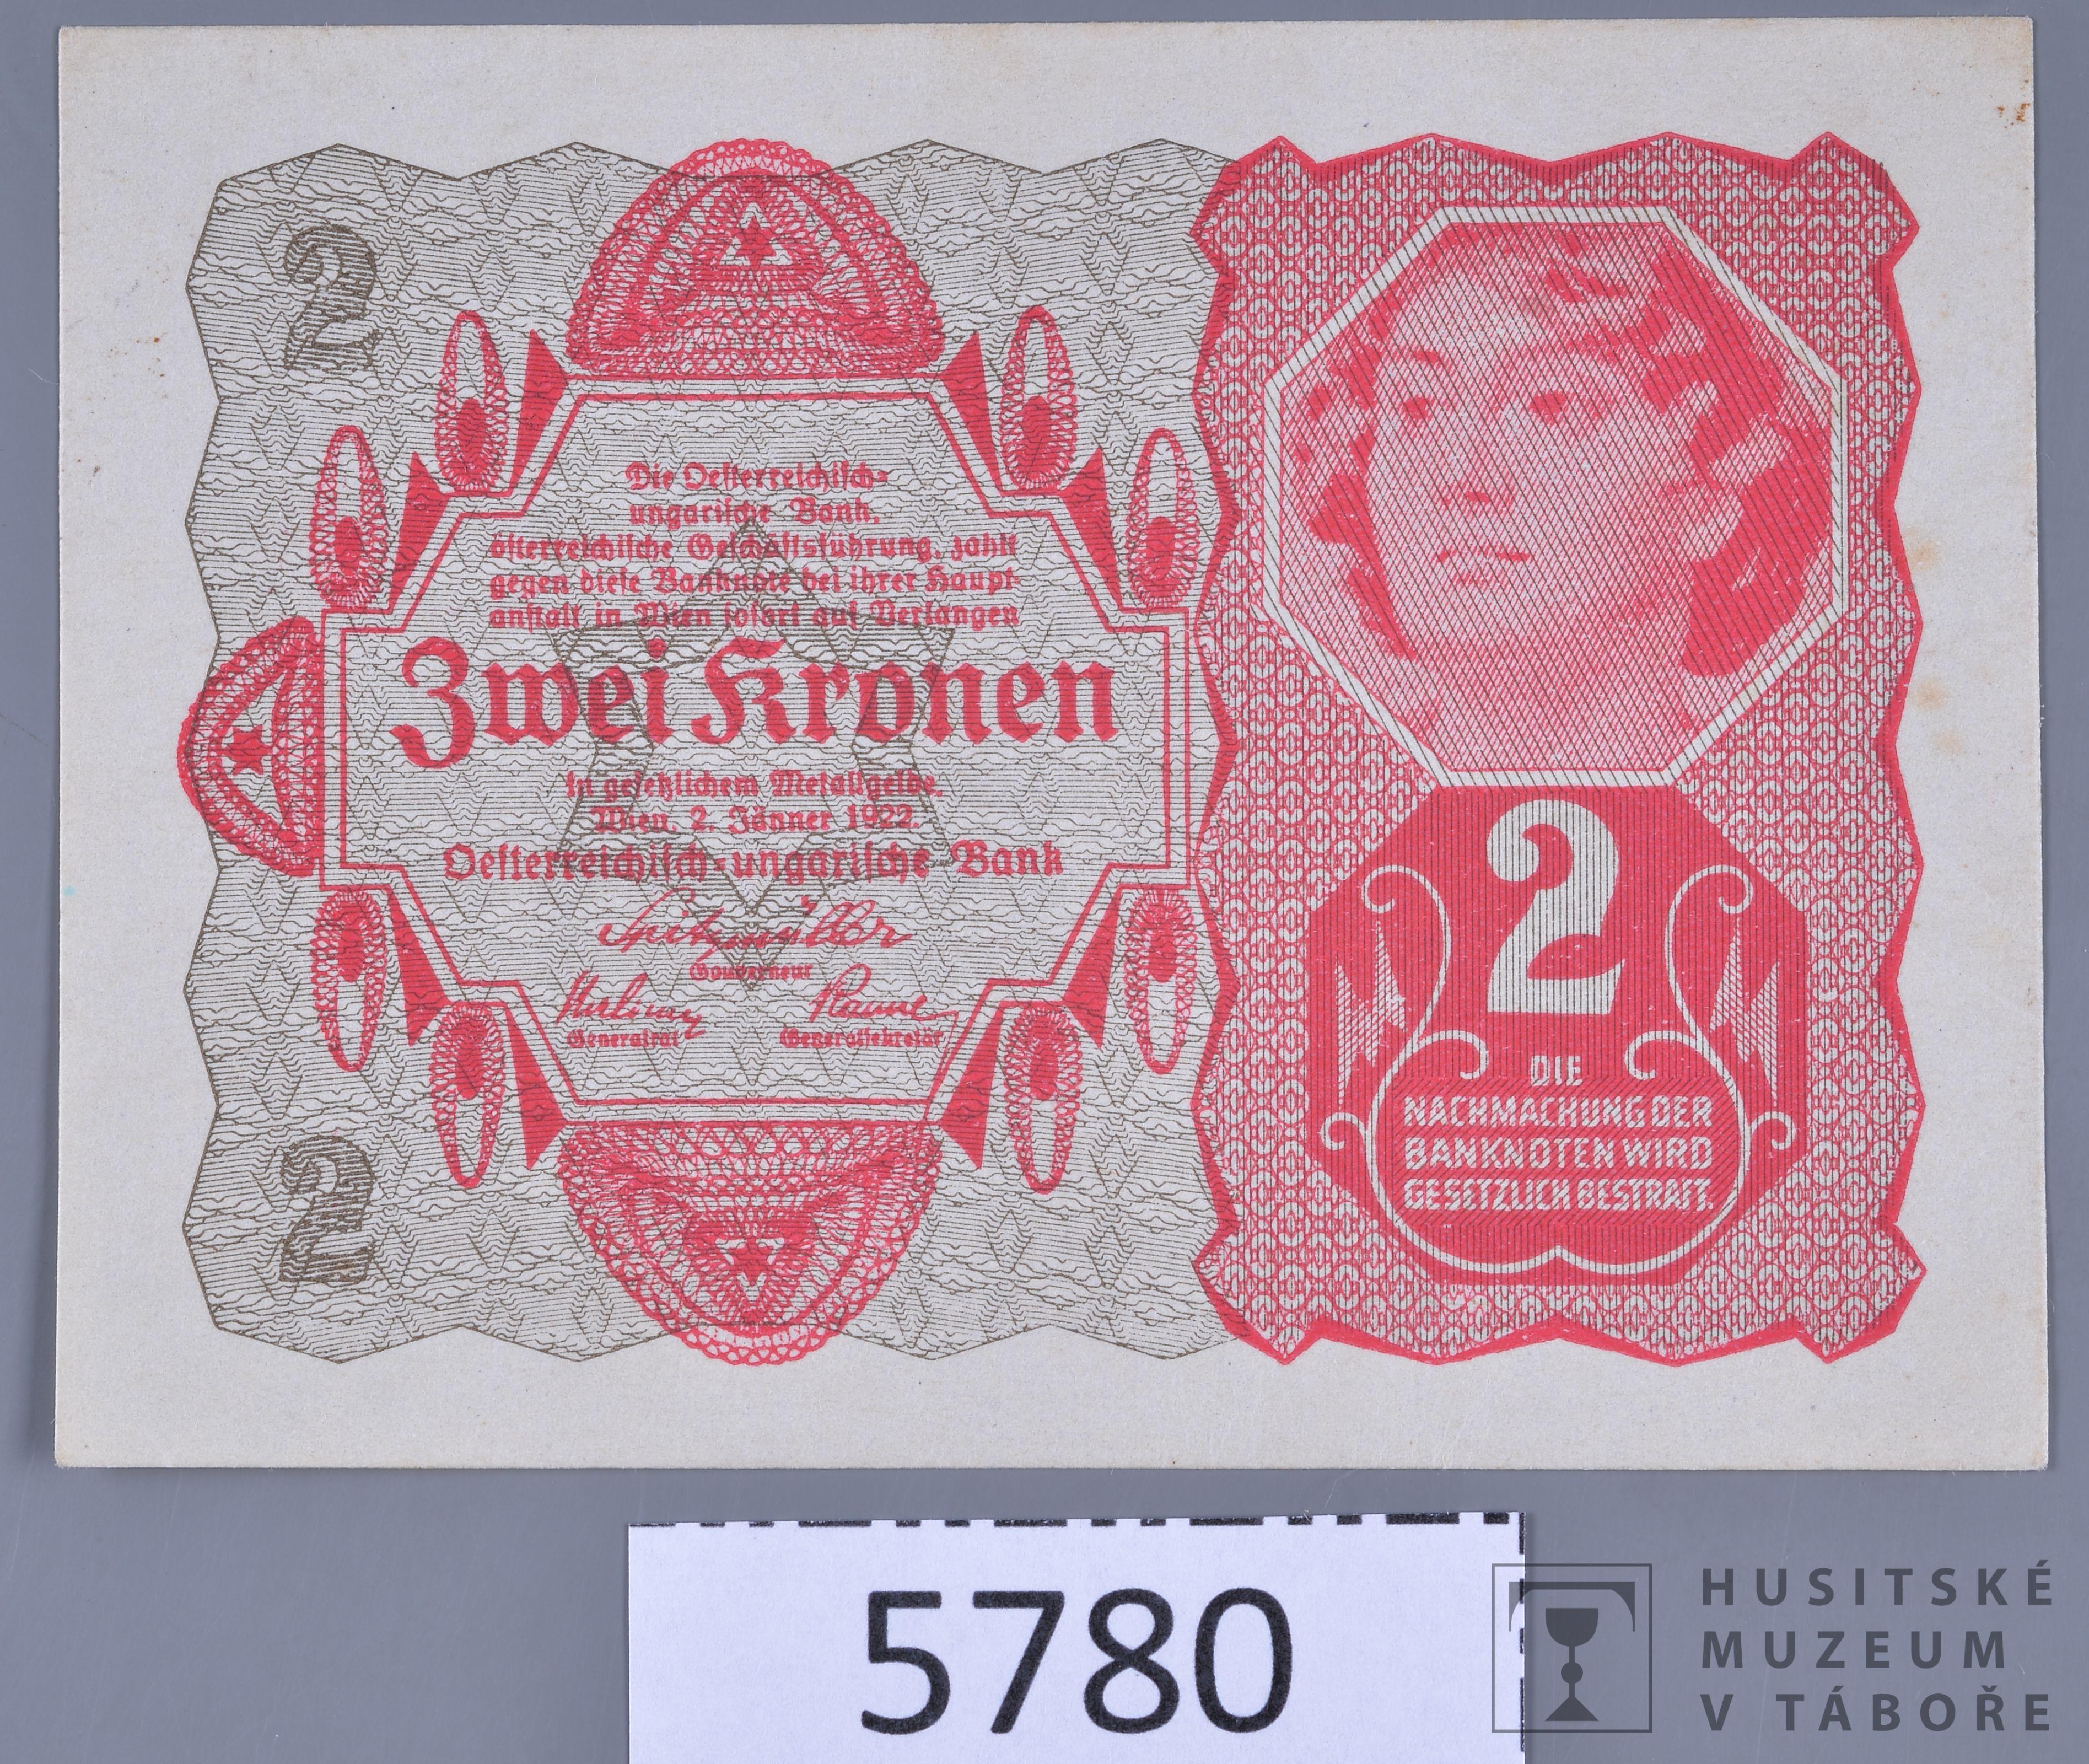 2
Die Oesterreichisch-
ungarische Bank,
österreichische Geschäftsführung, zahlt
gegen diese Banknote bei ihrer Haupt-
anstalt in Wien sofort auf Verlangen
Zwei Kronen
in gesetzlichem Metallgelde.
Wien, 2. Jänner 1922.
Oesterreichisch-ungarische Bank
Spitzmüller
Gouverneur
Generalrat
Generalsekretär
2
2
DIE
NACHMACHUNG DER
BANKNOTEN WIRD
GESETZLICH BESTRAFT.
5780
HUSITSKÉ
MUZEUM
V TÁBOŘE